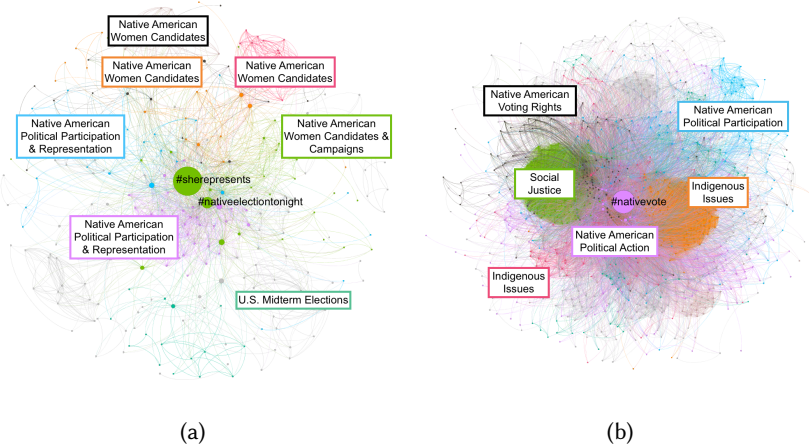 Native American
Women Candidates
Native American
Women Candidates
Native American
Women Candidates
Native American
Political Participation
& Representation
Native American
Women Candidates &
Campaigns
#sherepresents
#nativeelectiontonight
Native American
Political Participation
& Representation
U.S. Midterm Elections
(a)
Native American
Voting Rights
Native American
Political Participation
Social
Justice
Indigenous
Issues
#nativevote
Native American
Political Action
Indigenous
Issues
(b)